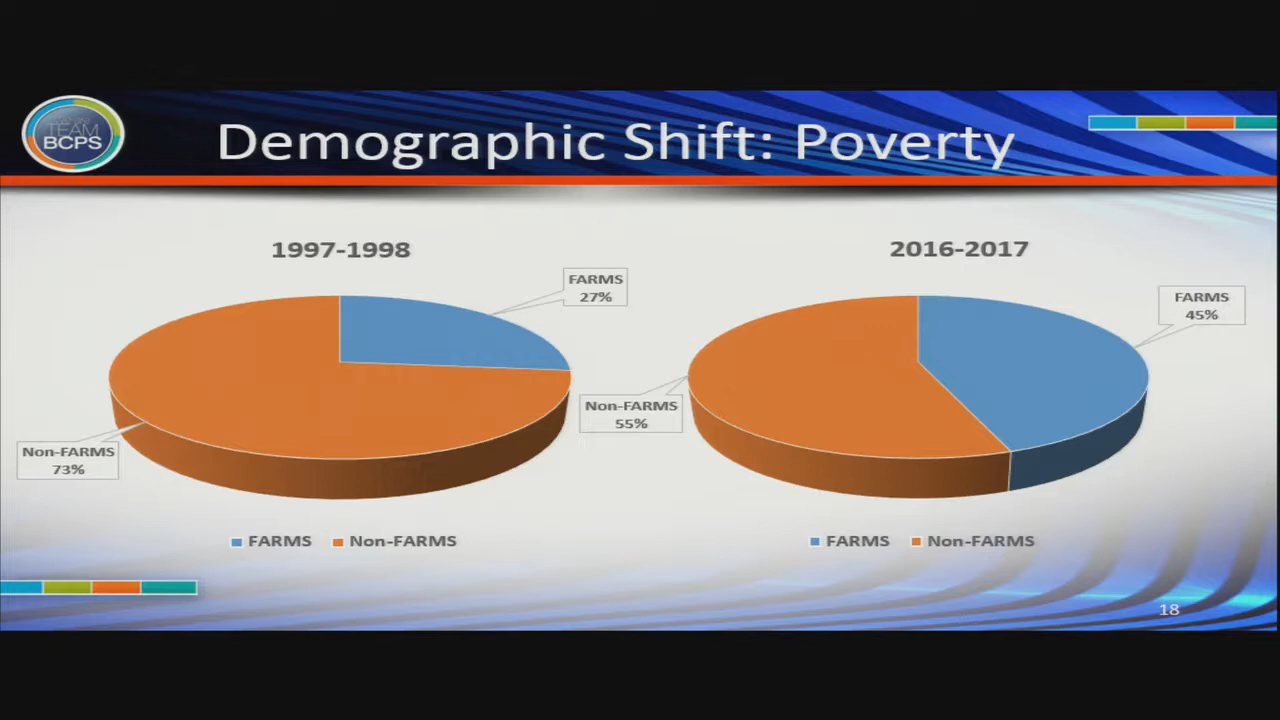 TEAM
BCPS
Demographic Shift: Poverty
1997-1998
FARMS
27%
Non-FARMS
73%
FARMS Non-FARMS
2016-2017
FARMS
45%
Non-FARMS
55%
FARMS Non-FARMS
18